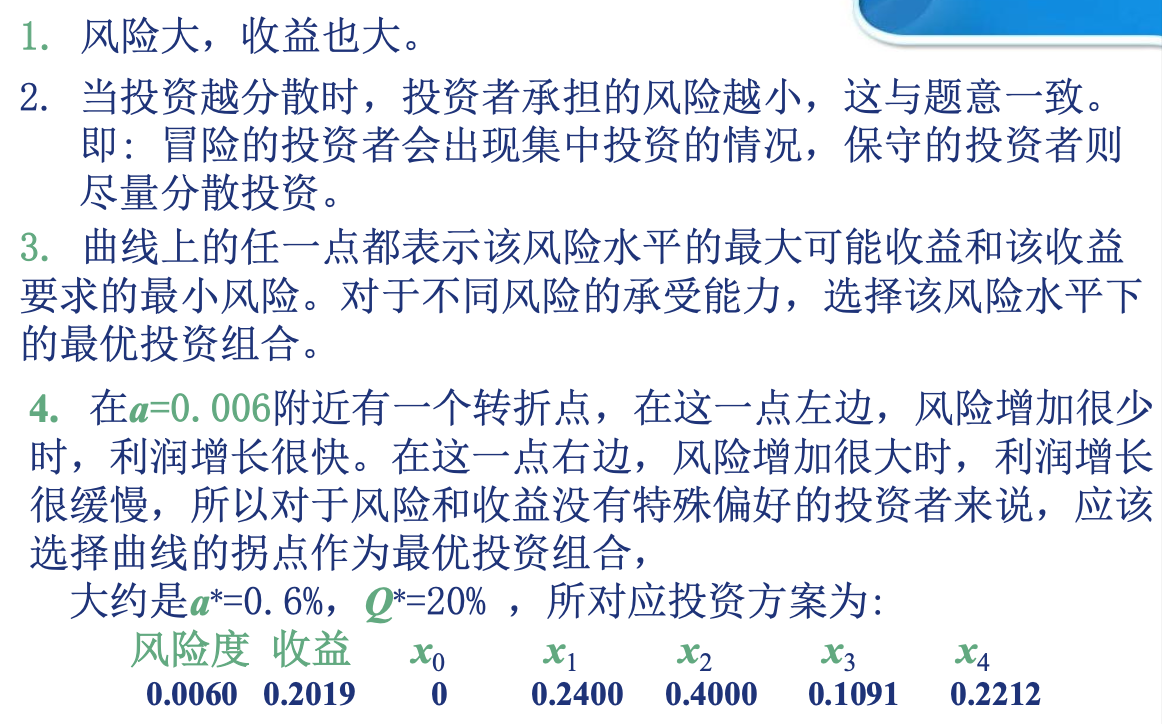 1. 风险大，收益也大。
2. 当投资越分散时，投资者承担的风险越小，这与题意一致。
即: 冒险的投资者会出现集中投资的情况，保守的投资者则
尽量分散投资。
3. 曲线上的任一点都表示该风险水平的最大可能收益和该收益
要求的最小风险。对于不同风险的承受能力，选择该风险水平下
的最优投资组合。
4. 在a=0.006附近有一个转折点，在这一点左边，风险增加很少
时，利润增长很快。在这一点右边，风险增加很大时，利润增长
很缓慢，所以对于风险和收益没有特殊偏好的投资者来说，应该
选择曲线的拐点作为最优投资组合，
大约是a*=0.6%，Q*=20% ，所对应投资方案为:
风险度 收益 x0 x1 x2 x3 x4
0.0060 0.2019 0 0.2400 0.4000 0.1091 0.2212